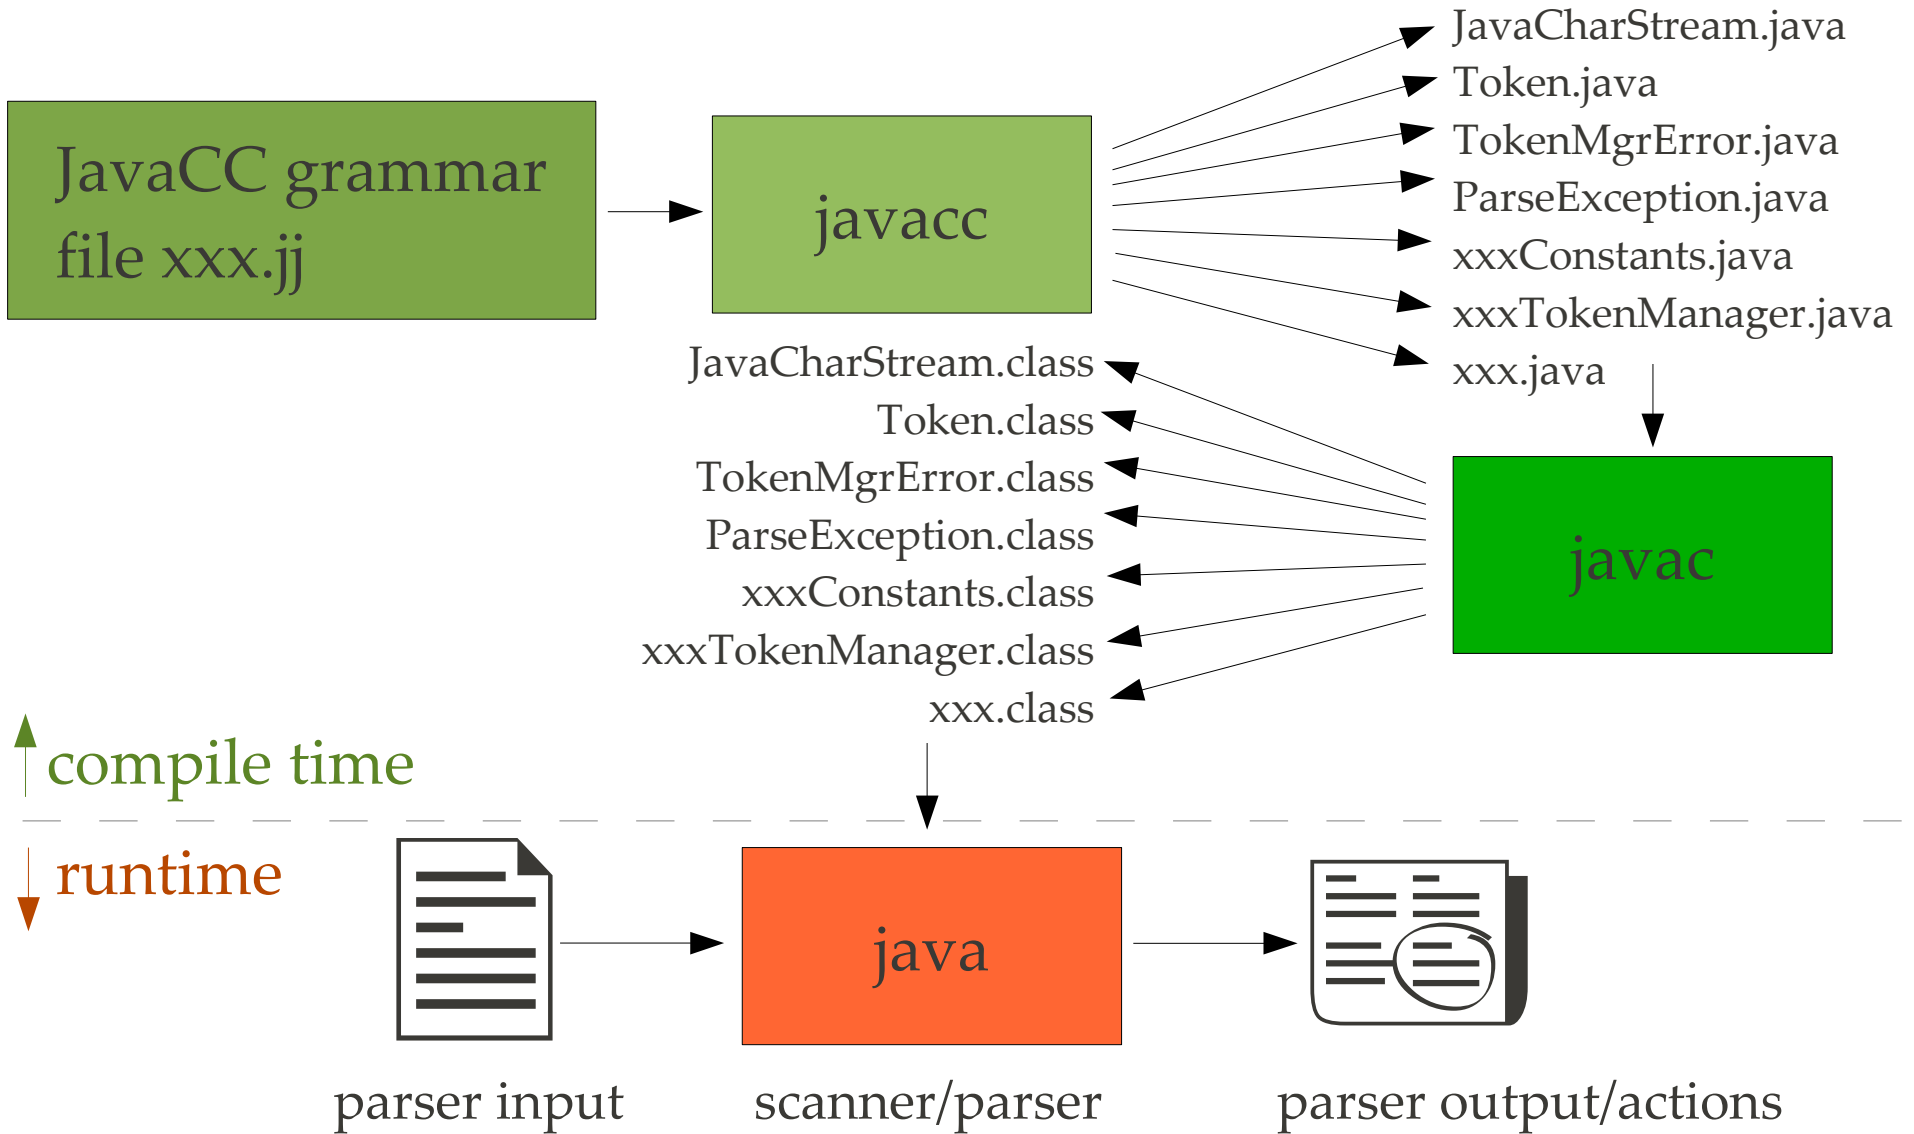 JavaCC grammar
file xxx.jj
javacc
JavaCharStream.java
Token.java
TokenMgrError.java
ParseException.java
xxxConstants.java
xxxTokenManager.java
xxx.java
javac
JavaCharStream.class
Token.class
TokenMgrError.class
ParseException.class
xxxConstants.class
xxxTokenManager.class
xxx.class
compile time
runtime
java
parser input
scanner/parser
parser output/actions